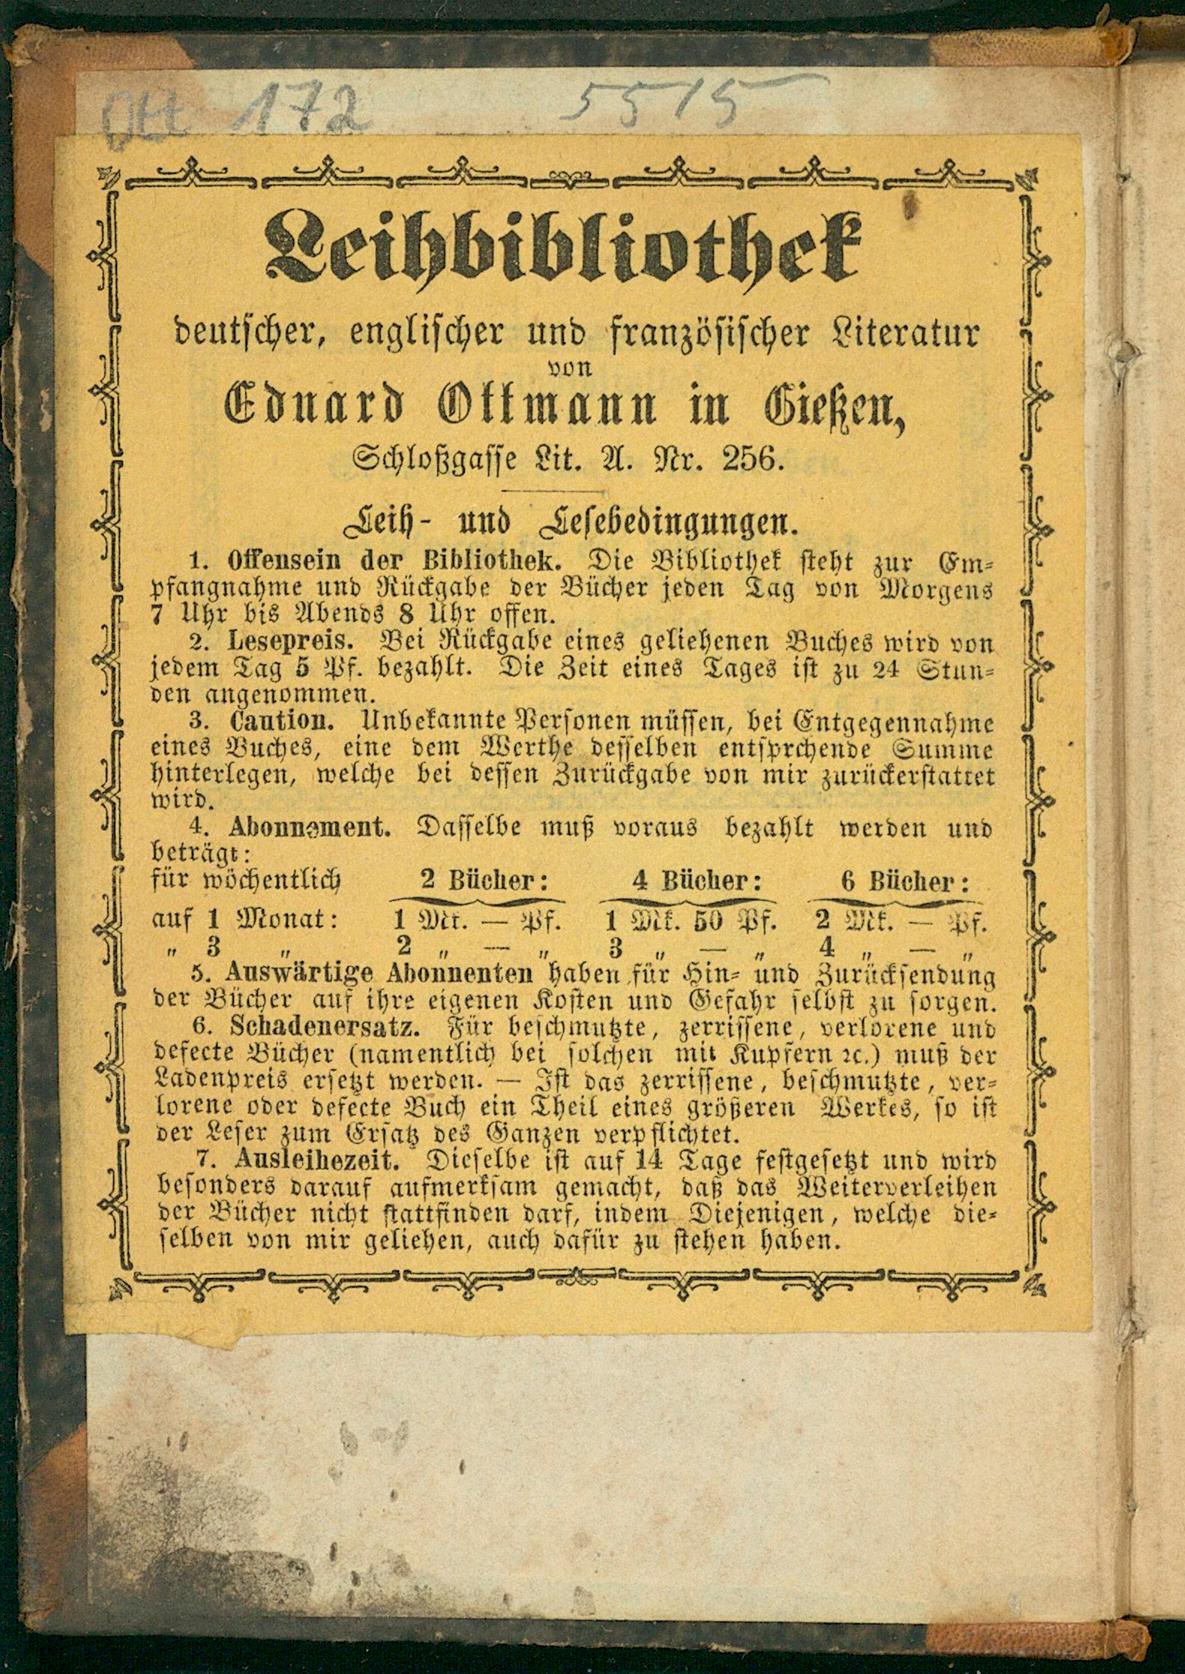 Ott 172 5515
Leihbibliothek
deutscher, englischer und französischer Literatur
von
Eduard Ottmann in Gießen,
Schloßgasse Lit. A. Nr. 256.
Leih- und Lesebedingungen.
1. Offensein der Bibliothek. Die Bibliothek steht zur Em-
pfangnahme und Rückgabe der Bücher jeden Tag von Morgens
7 Uhr bis Abends 8 Uhr offen.
2. Lesepreis. Bei Rückgabe eines geliehenen Buches wird von
jedem Tag 5 Pf. bezahlt. Die Zeit eines Tages ist zu 24 Stun-
den angenommen.
3. Caution. Unbekannte Personen müssen, bei Entgegennahme
eines Buches, eine dem Werthe desselben entsprchende Summe
hinterlegen, welche bei dessen Zurückgabe von mir zurückerstattet
wird.
4. Abonnement. Dasselbe muß voraus bezahlt werden und
beträgt:
für wöchentlich 2 Bücher: 4 Bücher: 6 Bücher:
auf 1 Monat: 1 Mk. — Pf. 1 Mk. 50 Pf. 2 Mk. — Pf.
„ 3 „ 2 „ — „ 3 „ — „ 4 „ — „
5. Auswärtige Abonnenten haben für Hin- und Zurücksendung
der Bücher auf ihre eigenen Kosten und Gefahr selbst zu sorgen.
6. Schadenersatz. Für beschmutzte, zerrissene, verlorene und
defecte Bücher (namentlich bei solchen mit Kupfern ꝛc.) muß der
Ladenpreis ersetzt werden. — Ist das zerrissene, beschmutzte, ver-
lorene oder defecte Buch ein Theil eines größeren Werkes, so ist
der Leser zum Ersatz des Ganzen verpflichtet.
7. Ausleihezeit. Dieselbe ist auf 14 Tage festgesetzt und wird
besonders darauf aufmerksam gemacht, daß das Weiterverleihen
der Bücher nicht stattfinden darf, indem Diejenigen, welche die-
selben von mir geliehen, auch dafür zu stehen haben.